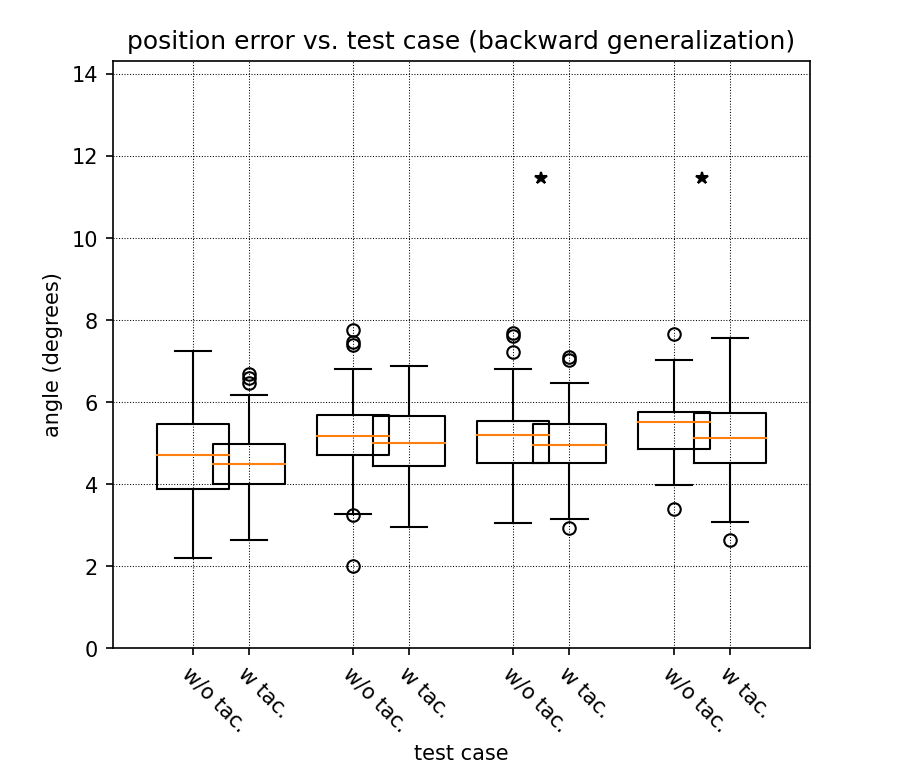 position error vs. test case (backward generalization)
14
12
10
8
6
4
2
0
angle (degrees)
w/o tac.
w tac.
w/o tac.
w tac.
w/o tac.
w tac.
w/o tac.
w tac.
test case